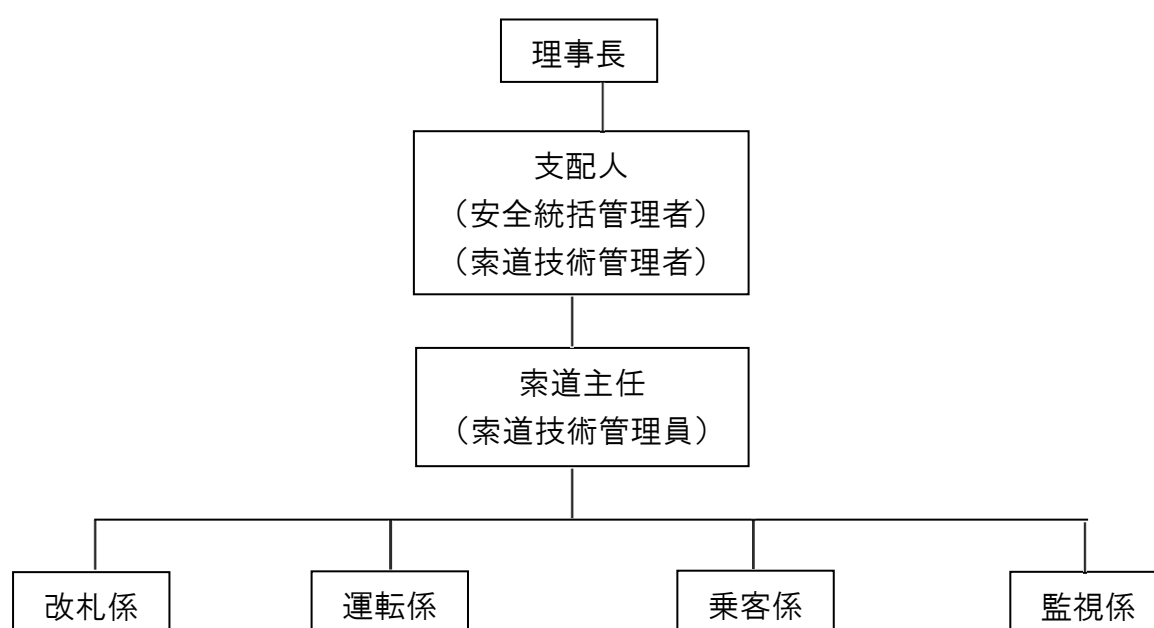 理事長
支配人
（安全統括管理者）
（索道技術管理者）
索道主任
（索道技術管理員）
改札係
運転係
乗客係
監視係